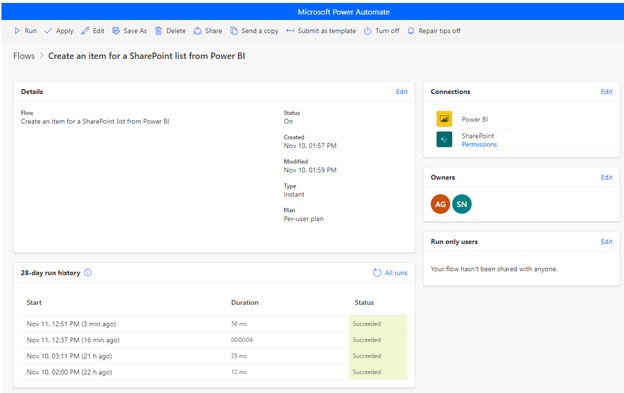 Microsoft Power Automate
Run Apply Edit Save As Delete Share Send a copy Submit as template Turn off Repair tips off
Flows > Create an item for a SharePoint list from Power BI
Details Edit
Flow
Create an item for a SharePoint list from Power BI
Status
On
Created
Nov 10, 01:57 PM
Modified
Nov 10, 01:59 PM
Type
Instant
Plan
Per-user plan
Connections Edit
Power BI
SharePoint
Permissions
Owners Edit
AG SN
Run only users Edit
Your flow hasn't been shared with anyone.
28-day run history All runs
Start Duration Status
Nov 11, 12:51 PM (3 min ago) 58 ms Succeeded
Nov 11, 12:37 PM (16 min ago) 00:00:04 Succeeded
Nov 10, 03:11 PM (21 h ago) 25 ms Succeeded
Nov 10, 02:00 PM (22 h ago) 12 ms Succeeded